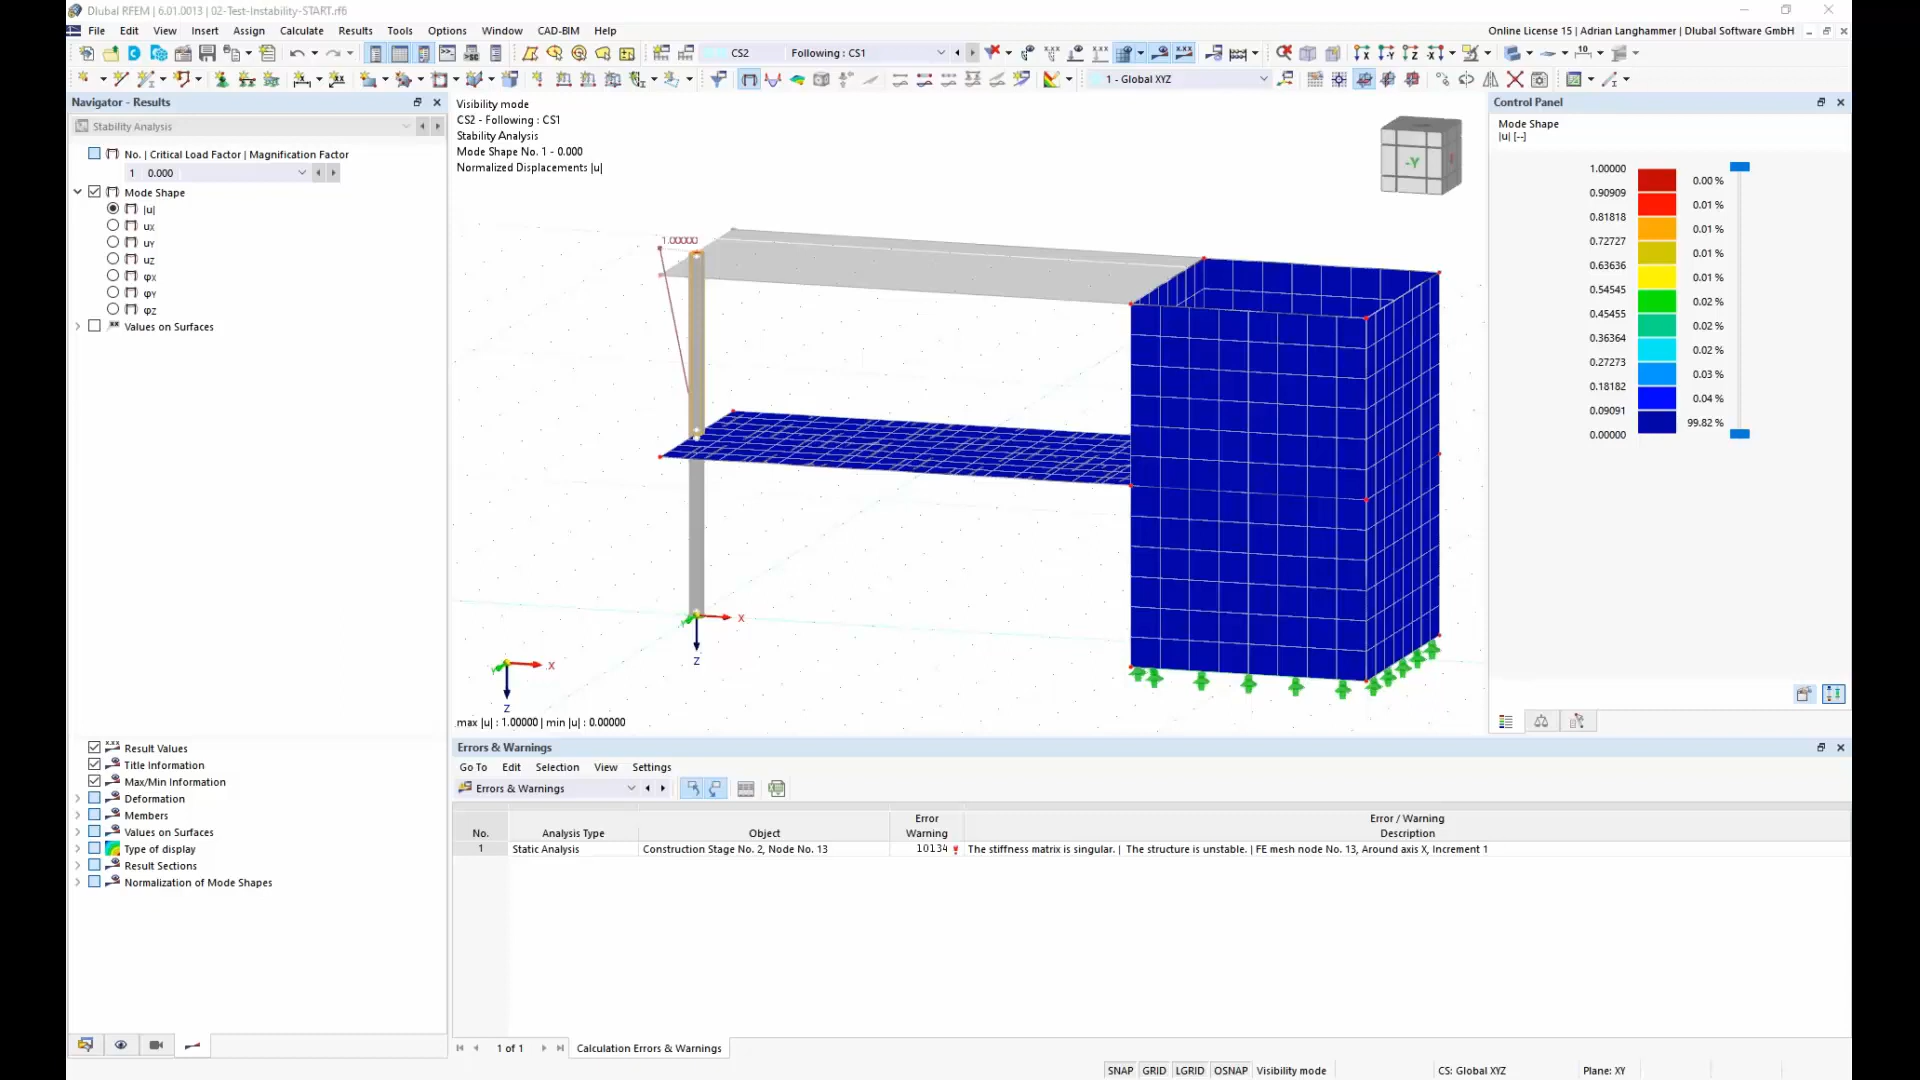 Dlubal RFEM | 6.01.0013 | 02-Test-Instability-START.rf6
File Edit View Insert Assign Calculate Results Tools Options Window CAD-BIM Help
Online License 15 | Adrian Langhammer | Dlubal Software GmbH
CS2 Following : CS1
1 - Global XYZ
Navigator - Results
Stability Analysis
No. | Critical Load Factor | Magnification Factor
1 0.000
Mode Shape
|u|
uX
uY
uZ
φX
φY
φZ
Values on Surfaces
Result Values
Title Information
Max/Min Information
Deformation
Members
Values on Surfaces
Type of display
Result Sections
Normalization of Mode Shapes
Visibility mode
CS2 - Following : CS1
Stability Analysis
Mode Shape No. 1 - 0.000
Normalized Displacements |u|
-Y
1.00000
X
Z
X
Z
max |u| : 1.00000 | min |u| : 0.00000
Control Panel
Mode Shape
|u| [--]
1.00000
0.00 %
0.90909
0.01 %
0.81818
0.01 %
0.72727
0.01 %
0.63636
0.01 %
0.54545
0.02 %
0.45455
0.02 %
0.36364
0.02 %
0.27273
0.03 %
0.18182
0.04 %
0.09091
99.82 %
0.00000
Errors & Warnings
Go To Edit Selection View Settings
Errors & Warnings
No. Analysis Type Object Error Warning Error / Warning Description
1 Static Analysis Construction Stage No. 2, Node No. 13 10134 The stiffness matrix is singular. | The structure is unstable. | FE mesh node No. 13, Around axis X, Increment 1
1 of 1 Calculation Errors & Warnings
SNAP GRID LGRID OSNAP Visibility mode CS: Global XYZ Plane: XY